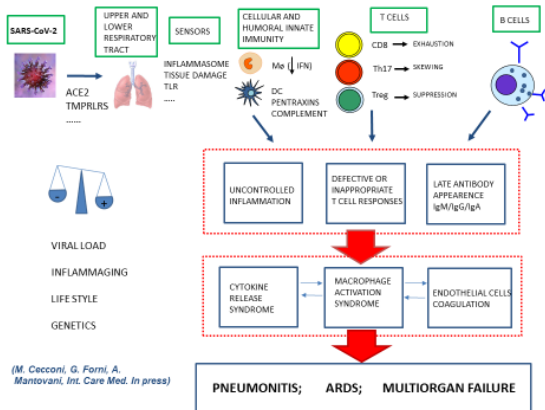 SARS-CoV-2
UPPER AND
LOWER
RESPIRATORY
TRACT
SENSORS
CELLULAR AND
HUMORAL INNATE
IMMUNITY
T CELLS
B CELLS
ACE2
TMPRLRS
......
INFLAMMASOME
TISSUE DAMAGE
TLR
.....
Mø (↓ IFN)
DC
PENTRAXINS
COMPLEMENT
CD8 → EXHAUSTION
Th17 → SKEWING
Treg → SUPPRESSION
- +
UNCONTROLLED
INFLAMMATION
DEFECTIVE OR
INAPPROPRIATE
T CELL RESPONSES
LATE ANTIBODY
APPEARENCE
IgM/IgG/IgA
VIRAL LOAD
INFLAMMAGING
LIFE STYLE
GENETICS
CYTOKINE
RELEASE
SYNDROME
MACROPHAGE
ACTIVATION
SYNDROME
ENDOTHELIAL CELLS
COAGULATION
(M. Cecconi, G. Forni, A.
Mantovani, Int. Care Med. In press)
PNEUMONITIS; ARDS; MULTIORGAN FAILURE